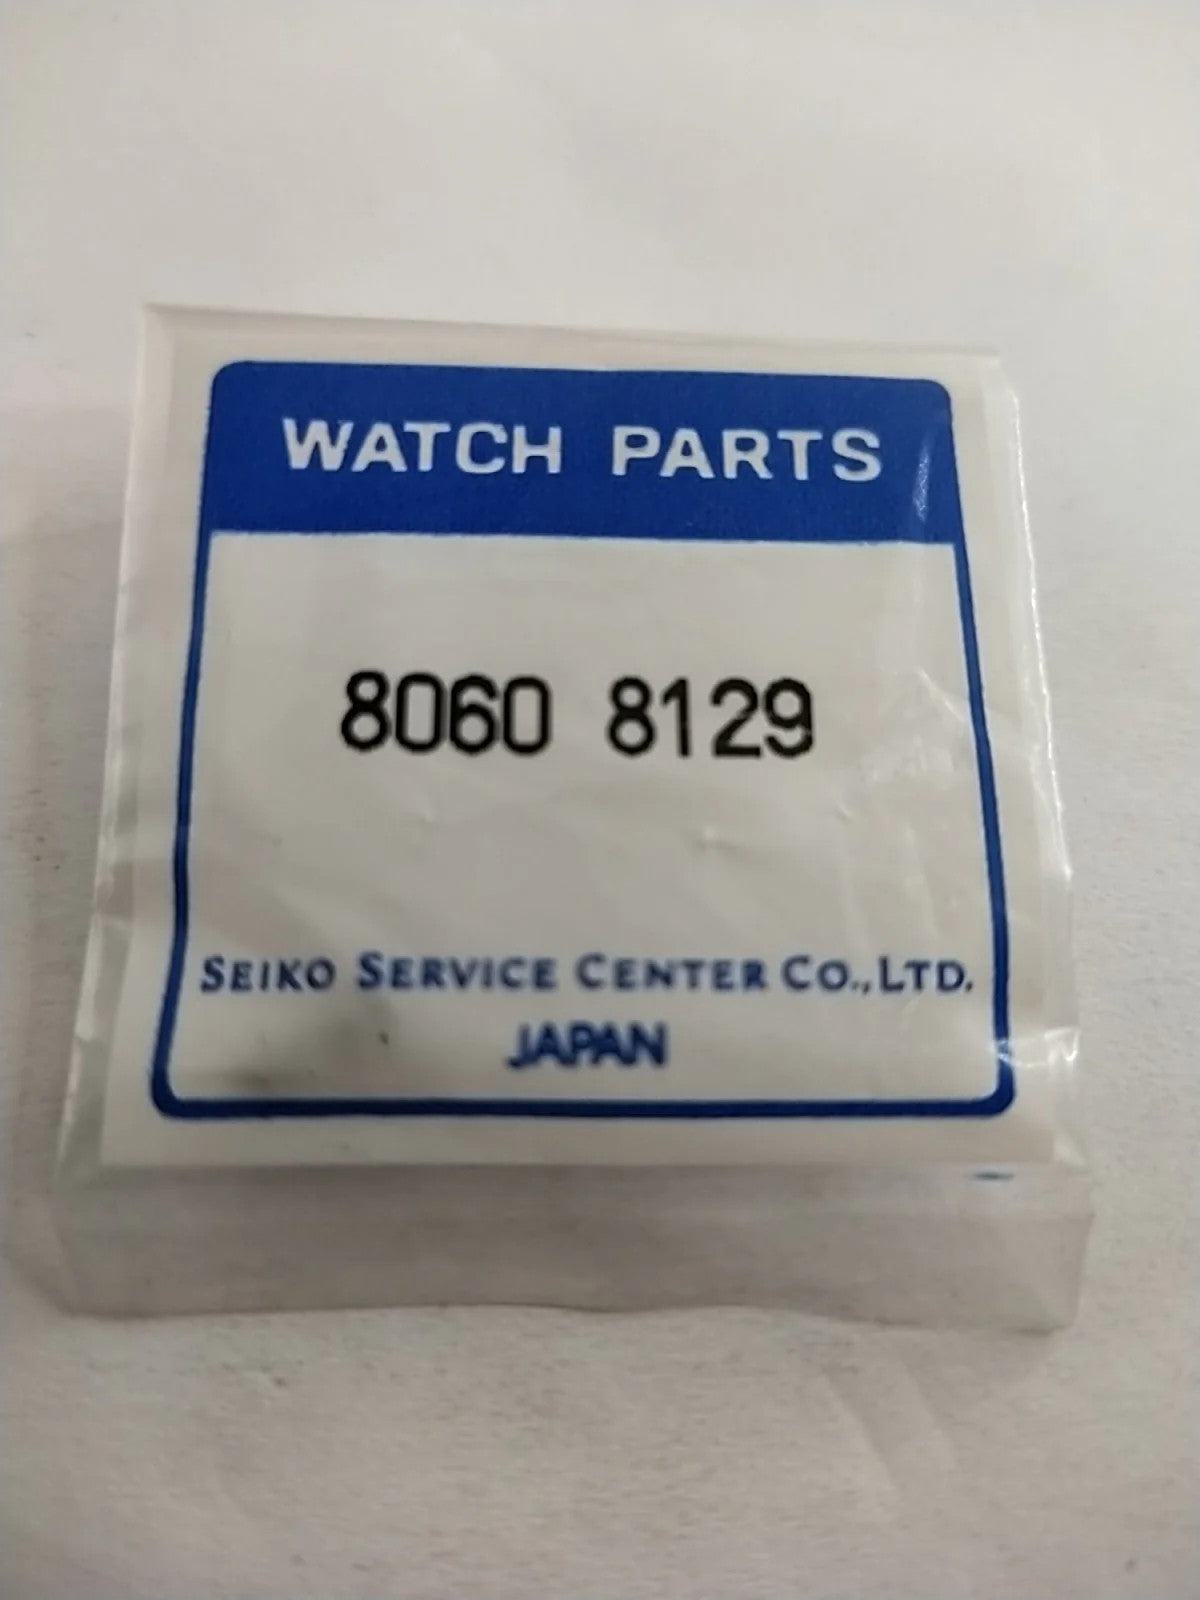 WATCH PARTS
8060 8129
SEIKO SERVICE CENTER CO., LTD.
JAPAN